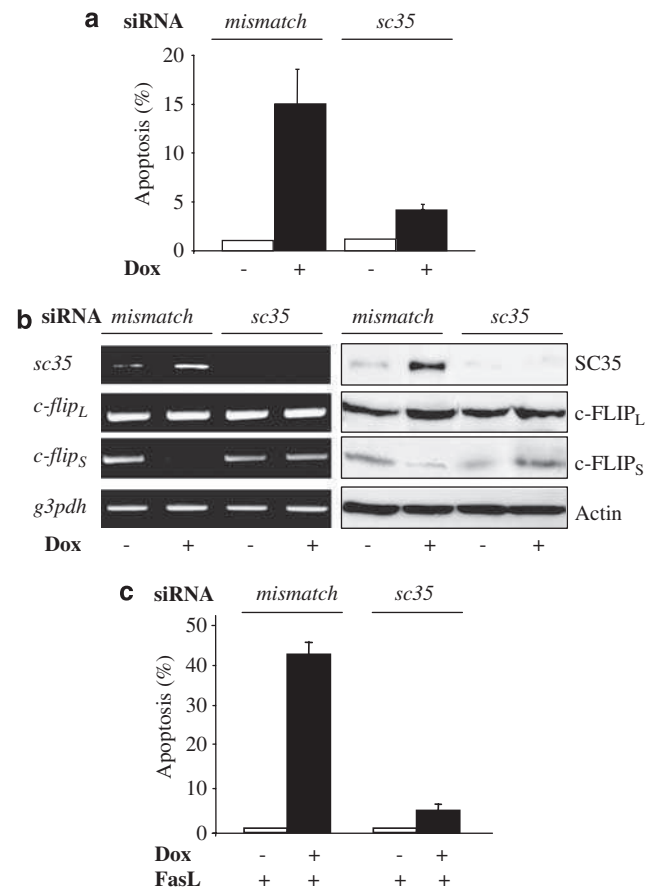 a siRNA mismatch sc35
Apoptosis (%)
20
15
10
5
0
Dox - + - +
b siRNA mismatch sc35 mismatch sc35
sc35 SC35
c-flipL c-FLIPL
c-flipS c-FLIPS
g3pdh Actin
Dox - + - + - + - +
c siRNA mismatch sc35
Apoptosis (%)
50
40
30
20
10
0
Dox - + - +
FasL + + + +